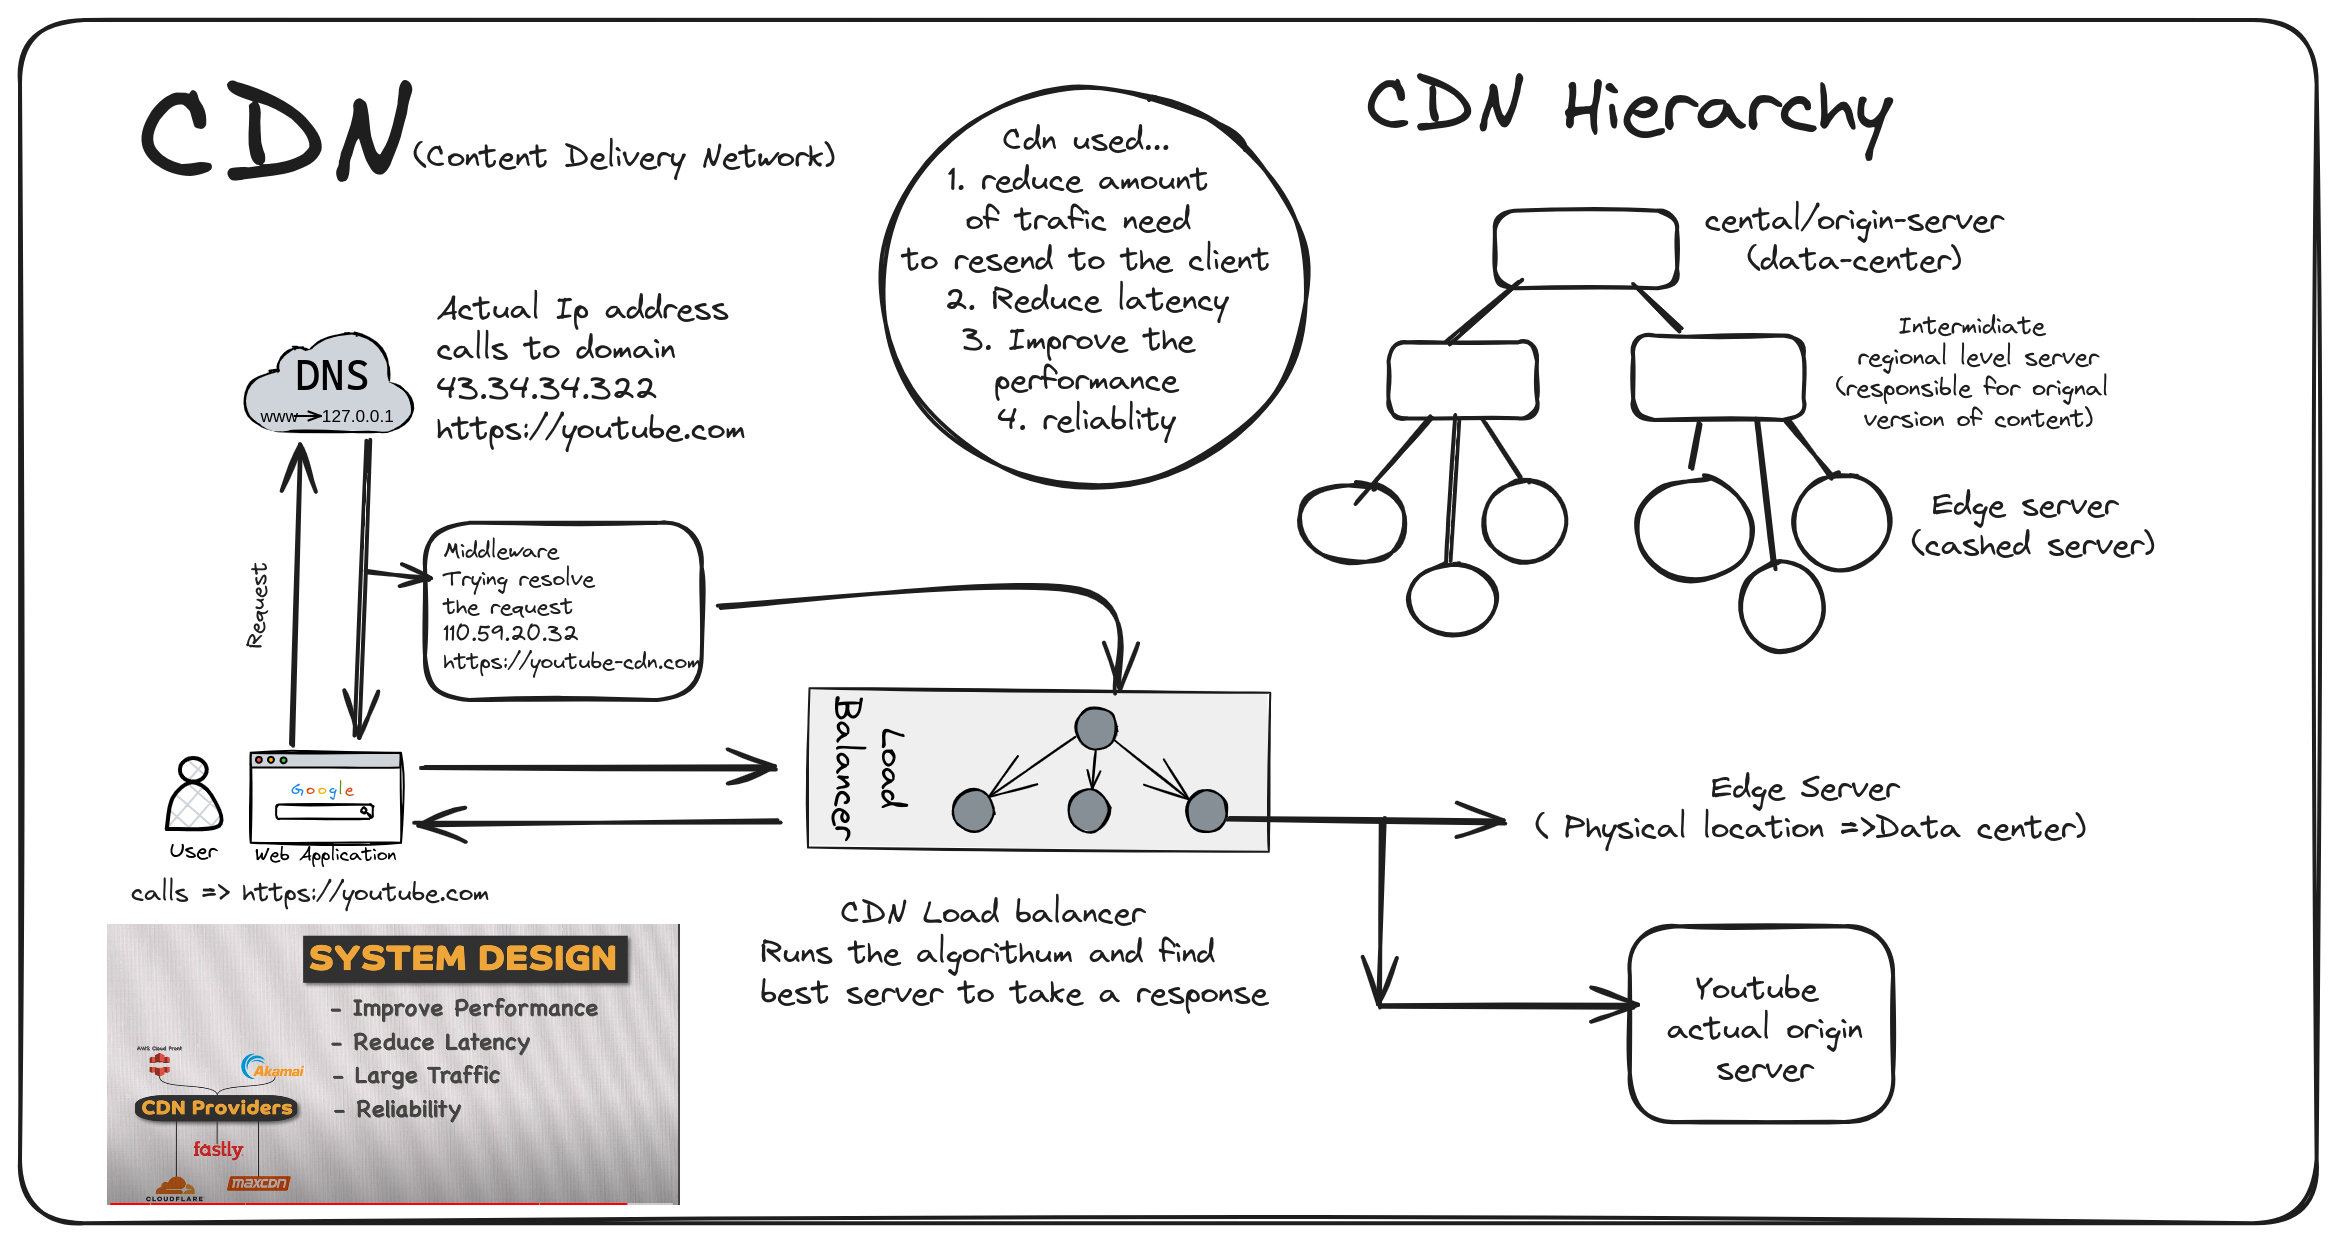 CDN (Content Delivery Network)
Cdn used...
1. reduce amount
of trafic need
to resend to the client
2. Reduce latency
3. Improve the
performance
4. reliablity
CDN Hierarchy
cental/origin-server
(data-center)
Intermidiate
regional level server
(responsible for orignal
version of content)
Edge server
(cashed server)
Actual Ip address
calls to domain
43.34.34.322
https://youtube.com
DNS
www 127.0.0.1
Request
Middleware
Trying resolve
the request
110.59.20.32
https://youtube-cdn.com
Google
User
Web Application
calls => https://youtube.com
Load
Balancer
CDN Load balancer
Runs the algorithum and find
best server to take a response
Edge Server
( Physical location =>Data center)
Youtube
actual origin
server
SYSTEM DESIGN
- Improve Performance
- Reduce Latency
- Large Traffic
- Reliability
AWS Cloud Front
Akamai
CDN Providers
fastly
CLOUDFLARE
MAXCDN